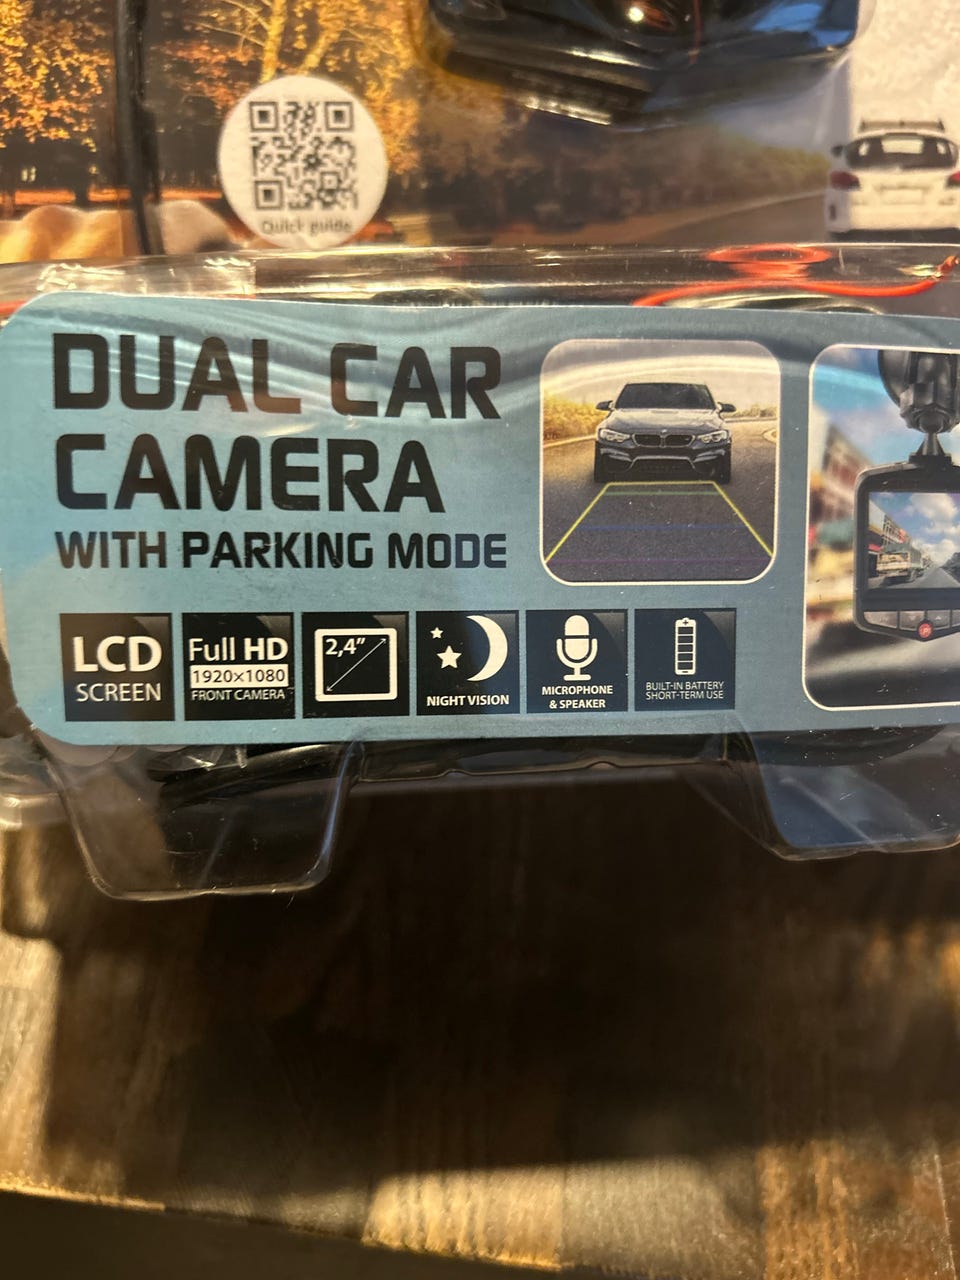 Quick guide
DUAL CAR
CAMERA
WITH PARKING MODE
LCD
SCREEN
Full HD
1920×1080
FRONT CAMERA
2,4”
NIGHT VISION
MICROPHONE
& SPEAKER
BUILT-IN BATTERY
SHORT-TERM USE